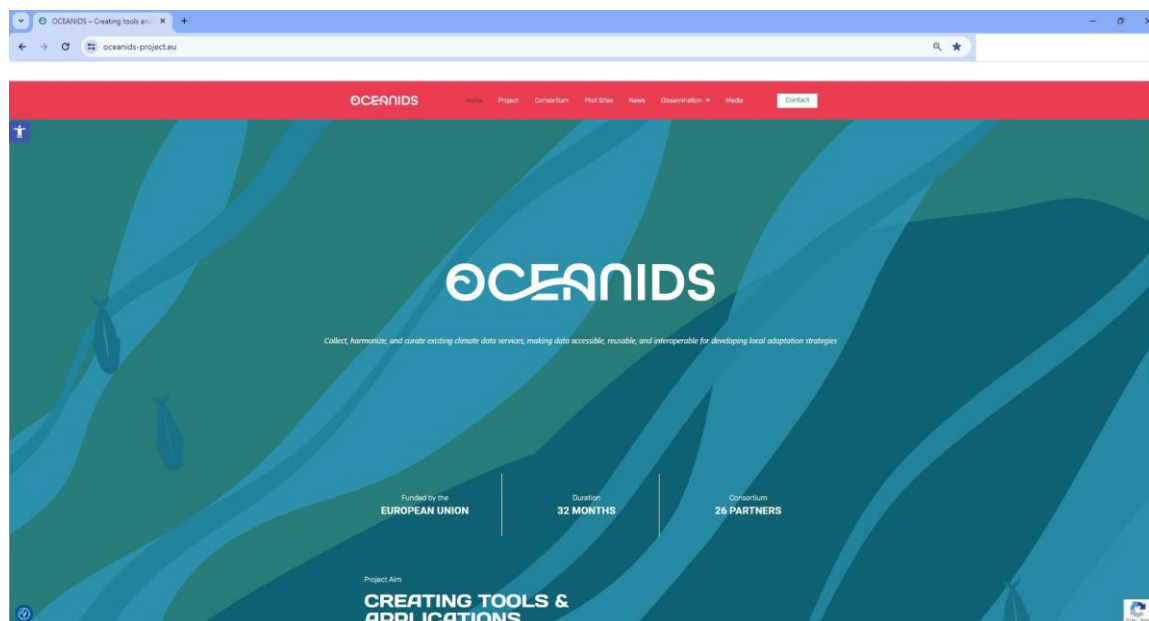 OCEANIDS – Creating tools and
oceanids-project.eu
OCEANIDS
Home Project Consortium Pilot Sites News Dissemination Media Contact
OCEANIDS
Collect, harmonize, and curate existing climate data services, making data accessible, reusable, and interoperable for developing local adaptation strategies
Funded by the Duration Consortium
EUROPEAN UNION 32 MONTHS 26 PARTNERS
Project Aim
CREATING TOOLS &
APPLICATIONS